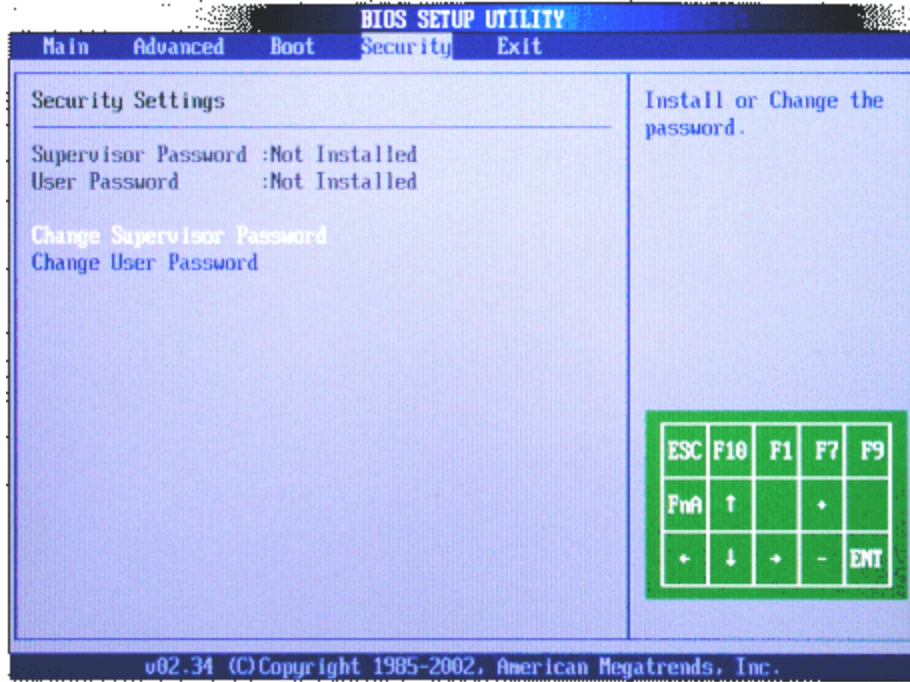 BIOS SETUP UTILITY
Main Advanced Boot Security Exit
Security Settings
Supervisor Password :Not Installed
User Password :Not Installed
Change Supervisor Password
Change User Password
Install or Change the
password.
ESC F10 F1 F7 F9
FnA ↑ +
← ↓ → - ENT
v02.34 (C)Copyright 1985-2002, American Megatrends, Inc.